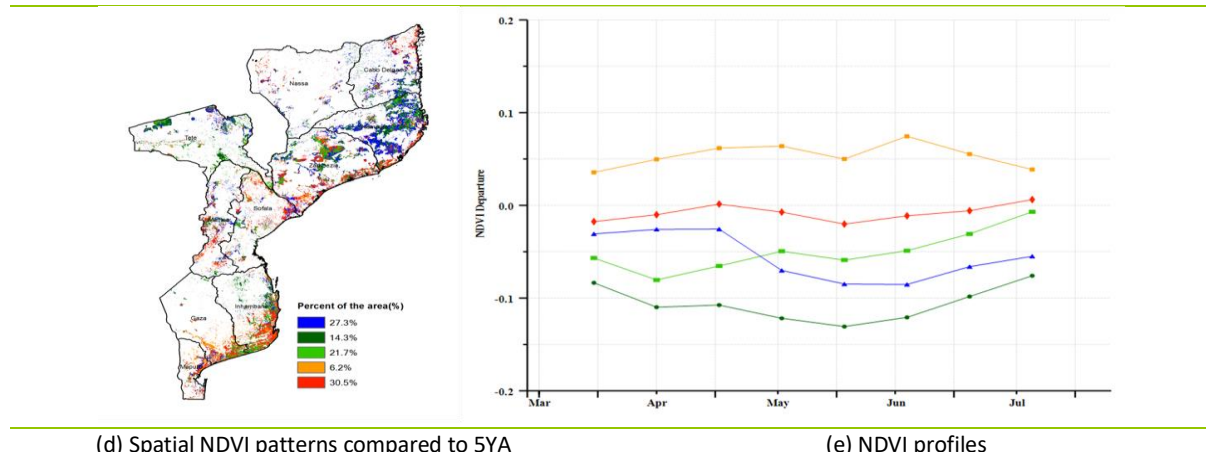 Nassa
Cabo Delgado
Tete
Zambezia
Sofala
Inhambane
Gaza
Maputo
Percent of the area(%)
27.3%
14.3%
21.7%
6.2%
30.5%
0.2
0.1
0.0
-0.1
-0.2
NDVI Departure
Mar Apr May Jun Jul
(d) Spatial NDVI patterns compared to 5YA (e) NDVI profiles